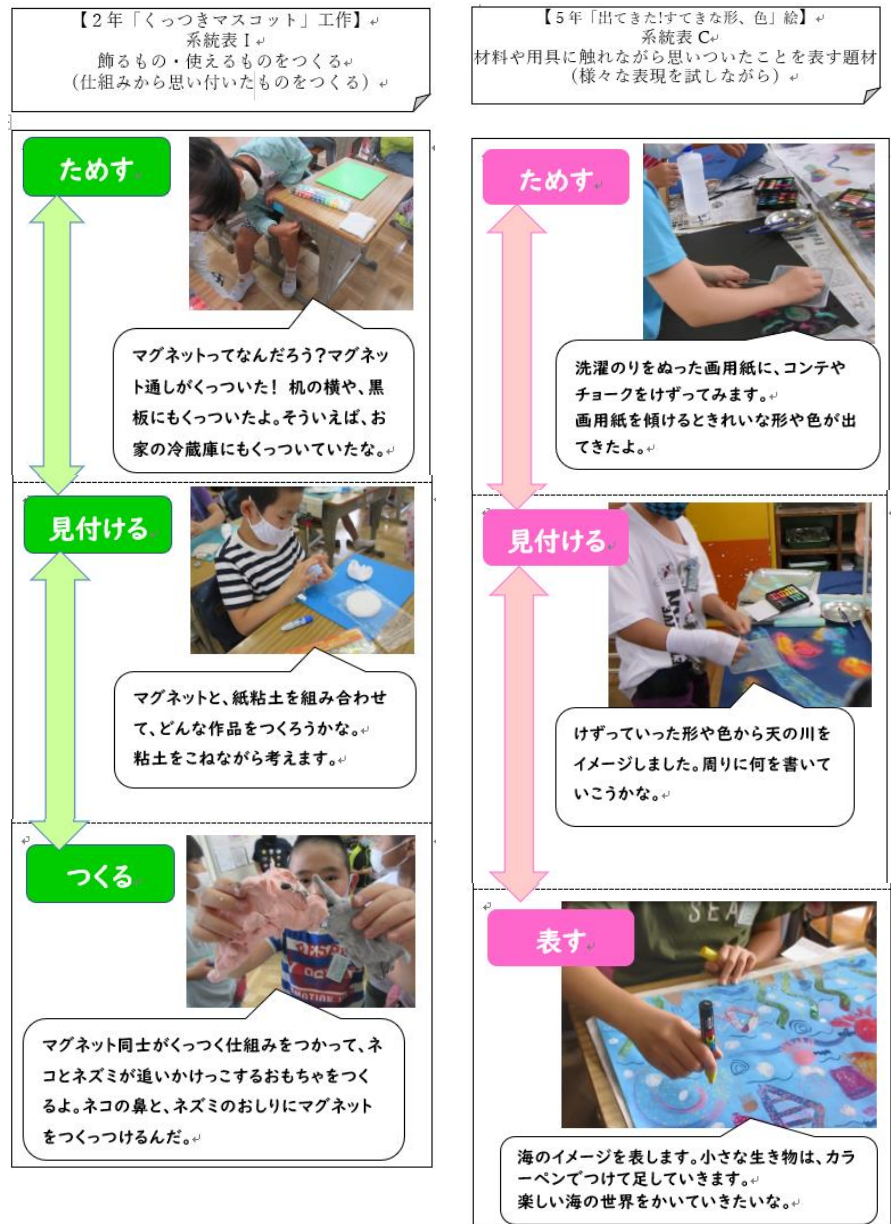 【２年「くっつきマスコット」工作】
系統表Ⅰ
飾るもの・使えるものをつくる
（仕組みから思い付いたものをつくる）
ためす
マグネットってなんだろう？マグネッ
ト通しがくっついた！ 机の横や、黒
板にもくっついたよ。そういえば、お
家の冷蔵庫にもくっついていたな。
見付ける
マグネットと、紙粘土を組み合わせ
て、どんな作品をつくろうかな。
粘土をこねながら考えます。
つくる
マグネット同士がくっつく仕組みをつかって、ネ
コとネズミが追いかけっこするおもちゃをつく
るよ。ネコの鼻と、ネズミのおしりにマグネット
をつくっつけるんだ。
【５年「出てきた!すてきな形、色」絵】
系統表C
材料や用具に触れながら思いついたことを表す題材
（様々な表現を試しながら）
ためす
洗濯のりをぬった画用紙に、コンテや
チョークをけずってみます。
画用紙を傾けるときれいな形や色が出
てきたよ。
見付ける
けずっていった形や色から天の川を
イメージしました。周りに何を書いて
いこうかな。
表す
SEA
海のイメージを表します。小さな生き物は、カラ
ーペンでつけて足していきます。
楽しい海の世界をかいていきたいな。